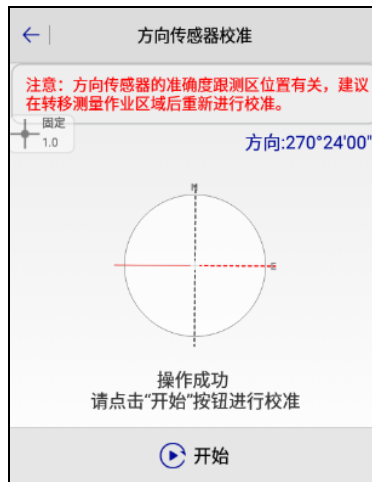 方向传感器校准
注意：方向传感器的准确度跟测区位置有关，建议
在转移测量作业区域后重新进行校准。
固定
1.0
方向:270°24'00"
N
E
操作成功
请点击“开始”按钮进行校准
开始